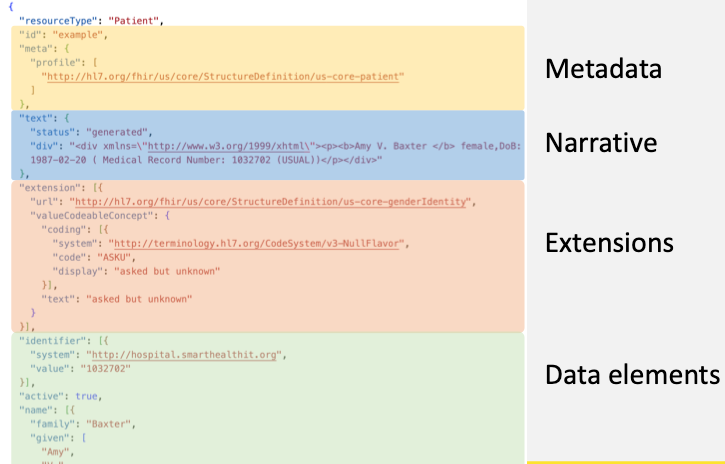 {
"resourceType": "Patient",
"id": "example",
"meta": {
"profile": [
"http://hl7.org/fhir/us/core/StructureDefinition/us-core-patient"
]
},
"text": {
"status": "generated",
"div": "<div xmlns=\"http://www.w3.org/1999/xhtml\"><p><b>Amy V. Baxter </b> female,DoB:
1987-02-20 ( Medical Record Number: 1032702 (USUAL))</p></div>"
},
"extension": [{
"url": "http://hl7.org/fhir/us/core/StructureDefinition/us-core-genderIdentity",
"valueCodeableConcept": {
"coding": [{
"system": "http://terminology.hl7.org/CodeSystem/v3-NullFlavor",
"code": "ASKU",
"display": "asked but unknown"
}],
"text": "asked but unknown"
}
}],
"identifier": [{
"system": "http://hospital.smarthealthit.org",
"value": "1032702"
}],
"active": true,
"name": [{
"family": "Baxter",
"given": [
"Amy",
Metadata
Narrative
Extensions
Data elements